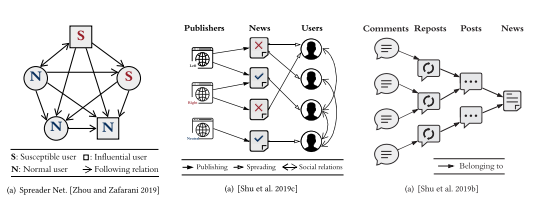 S
N
S
N
N
S: Susceptible user
: Influential user
N: Normal user
Following relation
(a) Spreader Net. [Zhou and Zafarani 2019]
Publishers
News
Users
Left
Right
Neutral
Publishing
Spreading
Social relations
(a) [Shu et al. 2019c]
Comments
Reposts
Posts
News
Belonging to
(a) [Shu et al. 2019b]